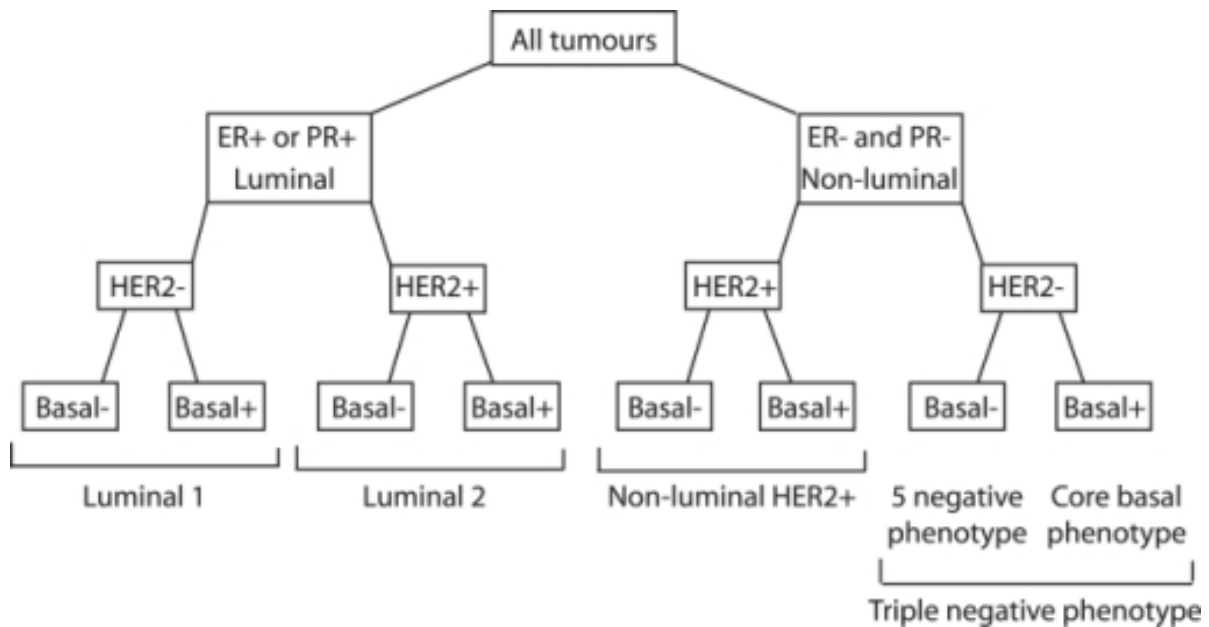 All tumours
ER+ or PR+
Luminal
ER- and PR-
Non-luminal
HER2-
HER2+
HER2+
HER2-
Basal-
Basal+
Basal-
Basal+
Basal-
Basal+
Basal-
Basal+
Luminal 1
Luminal 2
Non-luminal HER2+
5 negative
phenotype
Core basal
phenotype
Triple negative phenotype